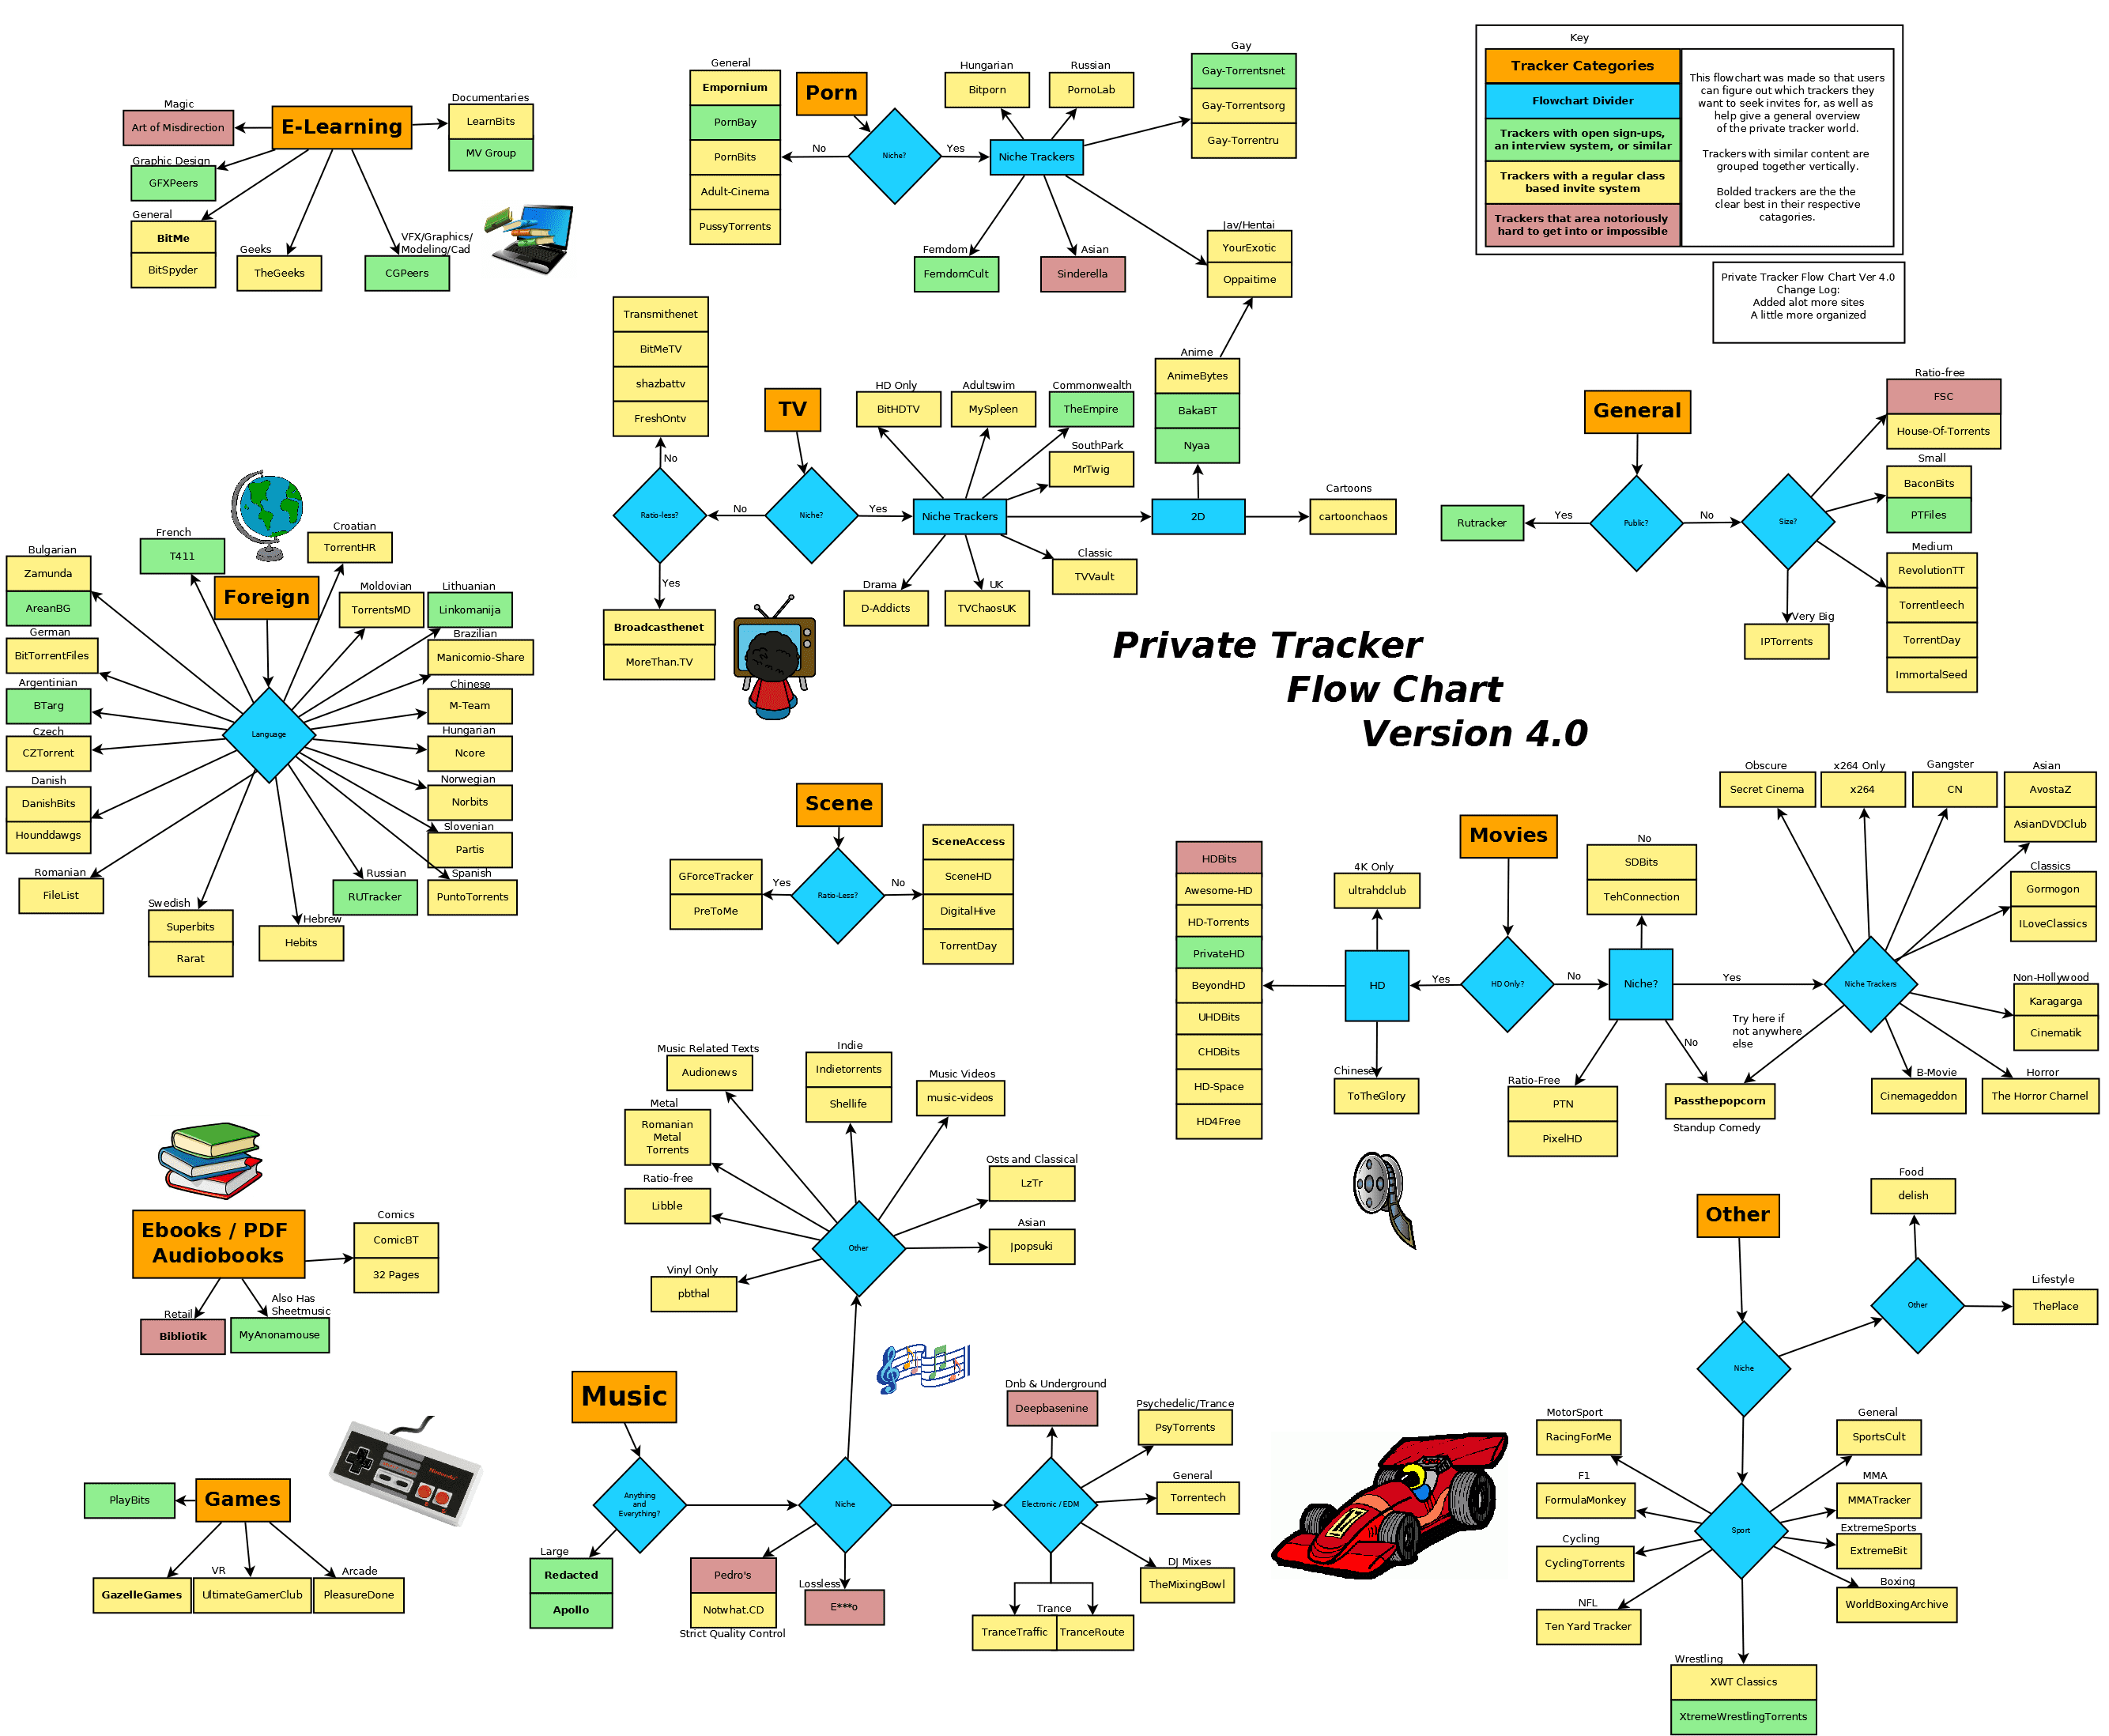 Key
Tracker Categories
Flowchart Divider
Trackers with open sign-ups,
an interview system, or similar
Trackers with a regular class
based invite system
Trackers that area notoriously
hard to get into or impossible
This flowchart was made so that users
can figure out which trackers they
want to seek invites for, as well as
help give a general overview
of the private tracker world.
Trackers with similar content are
grouped together vertically.
Bolded trackers are the the
clear best in their respective
catagories.
Private Tracker Flow Chart Ver 4.0
Change Log:
Added alot more sites
A little more organized
E-Learning
Magic
Art of Misdirection
Graphic Design
GFXPeers
General
BitMe
BitSpyder
Geeks
TheGeeks
VFX/Graphics/
Modeling/Cad
CGPeers
Documentaries
LearnBits
MV Group
Porn
Niche?
No
Yes
General
Empornium
PornBay
PornBits
Adult-Cinema
PussyTorrents
Niche Trackers
Hungarian
Bitporn
Russian
PornoLab
Gay
Gay-Torrentsnet
Gay-Torrentsorg
Gay-Torrentru
Femdom
FemdomCult
Asian
Sinderella
Jav/Hentai
YourExotic
Oppaitime
TV
Niche?
No
Yes
Ratio-less?
No
Transmithenet
BitMeTV
shazbattv
FreshOntv
Yes
Broadcasthenet
MoreThan.TV
Niche Trackers
HD Only
BitHDTV
Adultswim
MySpleen
Commonwealth
TheEmpire
SouthPark
MrTwig
Classic
TVVault
UK
TVChaosUK
Drama
D-Addicts
2D
Anime
AnimeBytes
BakaBT
Nyaa
Cartoons
cartoonchaos
General
Public?
Yes
Rutracker
No
Size?
Ratio-free
FSC
House-Of-Torrents
Small
BaconBits
PTFiles
Medium
RevolutionTT
Torrentleech
TorrentDay
ImmortalSeed
Very Big
IPTorrents
Private Tracker
Flow Chart
Version 4.0
Foreign
Language
French
T411
Croatian
TorrentHR
Bulgarian
Zamunda
AreanBG
Moldovian
TorrentsMD
Lithuanian
Linkomanija
German
BitTorrentFiles
Brazilian
Manicomio-Share
Argentinian
BTarg
Chinese
M-Team
Czech
CZTorrent
Hungarian
Ncore
Danish
DanishBits
Hounddawgs
Norwegian
Norbits
Slovenian
Partis
Romanian
FileList
Russian
RUTracker
Spanish
PuntoTorrents
Swedish
Superbits
Rarat
Hebrew
Hebits
Scene
Ratio-Less?
Yes
GForceTracker
PreToMe
No
SceneAccess
SceneHD
DigitalHive
TorrentDay
Movies
HD Only?
Yes
No
HD
4K Only
ultrahdclub
Chinese
ToTheGlory
HDBits
Awesome-HD
HD-Torrents
PrivateHD
BeyondHD
UHDBits
CHDBits
HD-Space
HD4Free
Niche?
No
SDBits
TehConnection
Yes
Ratio-Free
PTN
PixelHD
No
Passthepopcorn
Standup Comedy
Try here if
not anywhere
else
Niche Trackers
Obscure
Secret Cinema
x264 Only
x264
Gangster
CN
Asian
AvostaZ
AsianDVDClub
Classics
Gormogon
ILoveClassics
Non-Hollywood
Karagarga
Cinematik
B-Movie
Cinemageddon
Horror
The Horror Charnel
Ebooks / PDF
Audiobooks
Comics
ComicBT
32 Pages
Retail
Bibliotik
Also Has
Sheetmusic
MyAnonamouse
Games
PlayBits
GazelleGames
VR
UltimateGamerClub
Arcade
PleasureDone
Nintendo
Music
Anything
and
Everything?
Large
Redacted
Apollo
Niche
Pedro's
Notwhat.CD
Strict Quality Control
Lossless
E***o
Other
Music Related Texts
Audionews
Indie
Indietorrents
Shellife
Music Videos
music-videos
Metal
Romanian
Metal
Torrents
Ratio-free
Libble
Vinyl Only
pbthal
Osts and Classical
LzTr
Asian
Jpopsuki
Electronic / EDM
Dnb & Underground
Deepbasenine
Psychedelic/Trance
PsyTorrents
General
Torrentech
DJ Mixes
TheMixingBowl
Trance
TranceTraffic
TranceRoute
Other
Niche
Other
Food
delish
Lifestyle
ThePlace
Sport
MotorSport
RacingForMe
General
SportsCult
F1
FormulaMonkey
MMA
MMATracker
Cycling
CyclingTorrents
ExtremeSports
ExtremeBit
NFL
Ten Yard Tracker
Boxing
WorldBoxingArchive
Wrestling
XWT Classics
XtremeWrestlingTorrents